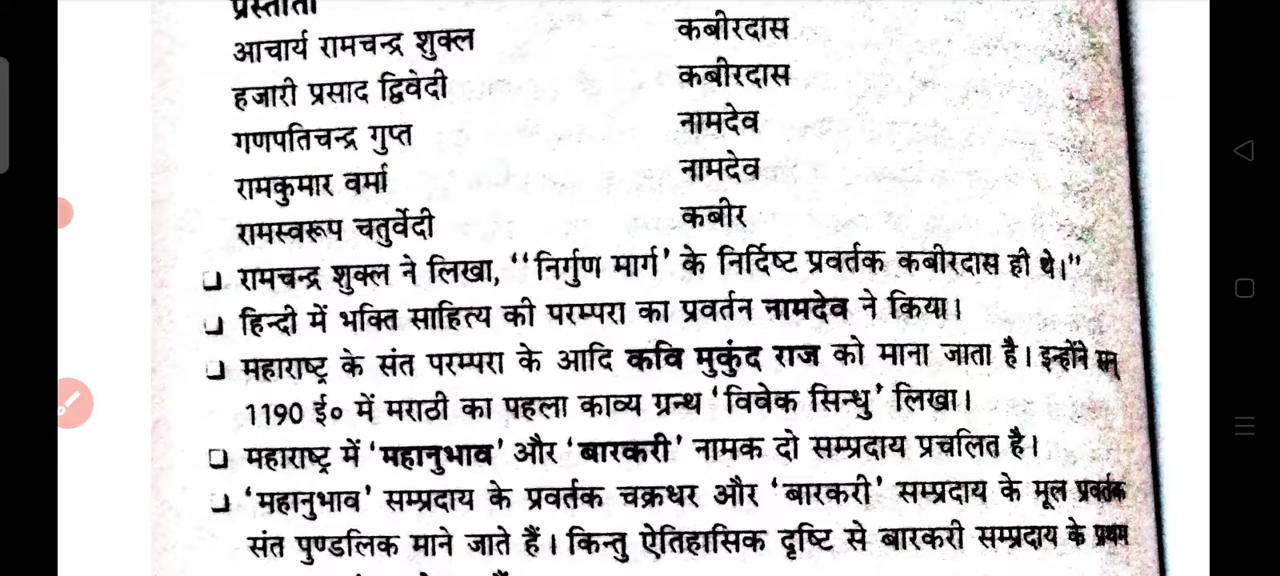 प्रस्तोता
आचार्य रामचन्द्र शुक्ल कबीरदास
हजारी प्रसाद द्विवेदी कबीरदास
गणपतिचन्द्र गुप्त नामदेव
रामकुमार वर्मा नामदेव
रामस्वरूप चतुर्वेदी कबीर
❑ रामचन्द्र शुक्ल ने लिखा, ‘‘निर्गुण मार्ग’ के निर्दिष्ट प्रवर्तक कबीरदास ही थे।’’
❑ हिन्दी में भक्ति साहित्य की परम्परा का प्रवर्तन नामदेव ने किया।
❑ महाराष्ट्र के संत परम्परा के आदि कवि मुकुंद राज को माना जाता है। इन्होंने सन्
1190 ई० में मराठी का पहला काव्य ग्रन्थ ‘विवेक सिन्धु’ लिखा।
❑ महाराष्ट्र में ‘महानुभाव’ और ‘बारकरी’ नामक दो सम्प्रदाय प्रचलित है।
❑ ‘महानुभाव’ सम्प्रदाय के प्रवर्तक चक्रधर और ‘बारकरी’ सम्प्रदाय के मूल प्रवर्तक
संत पुण्डलिक माने जाते हैं। किन्तु ऐतिहासिक दृष्टि से बारकरी सम्प्रदाय के प्रथम